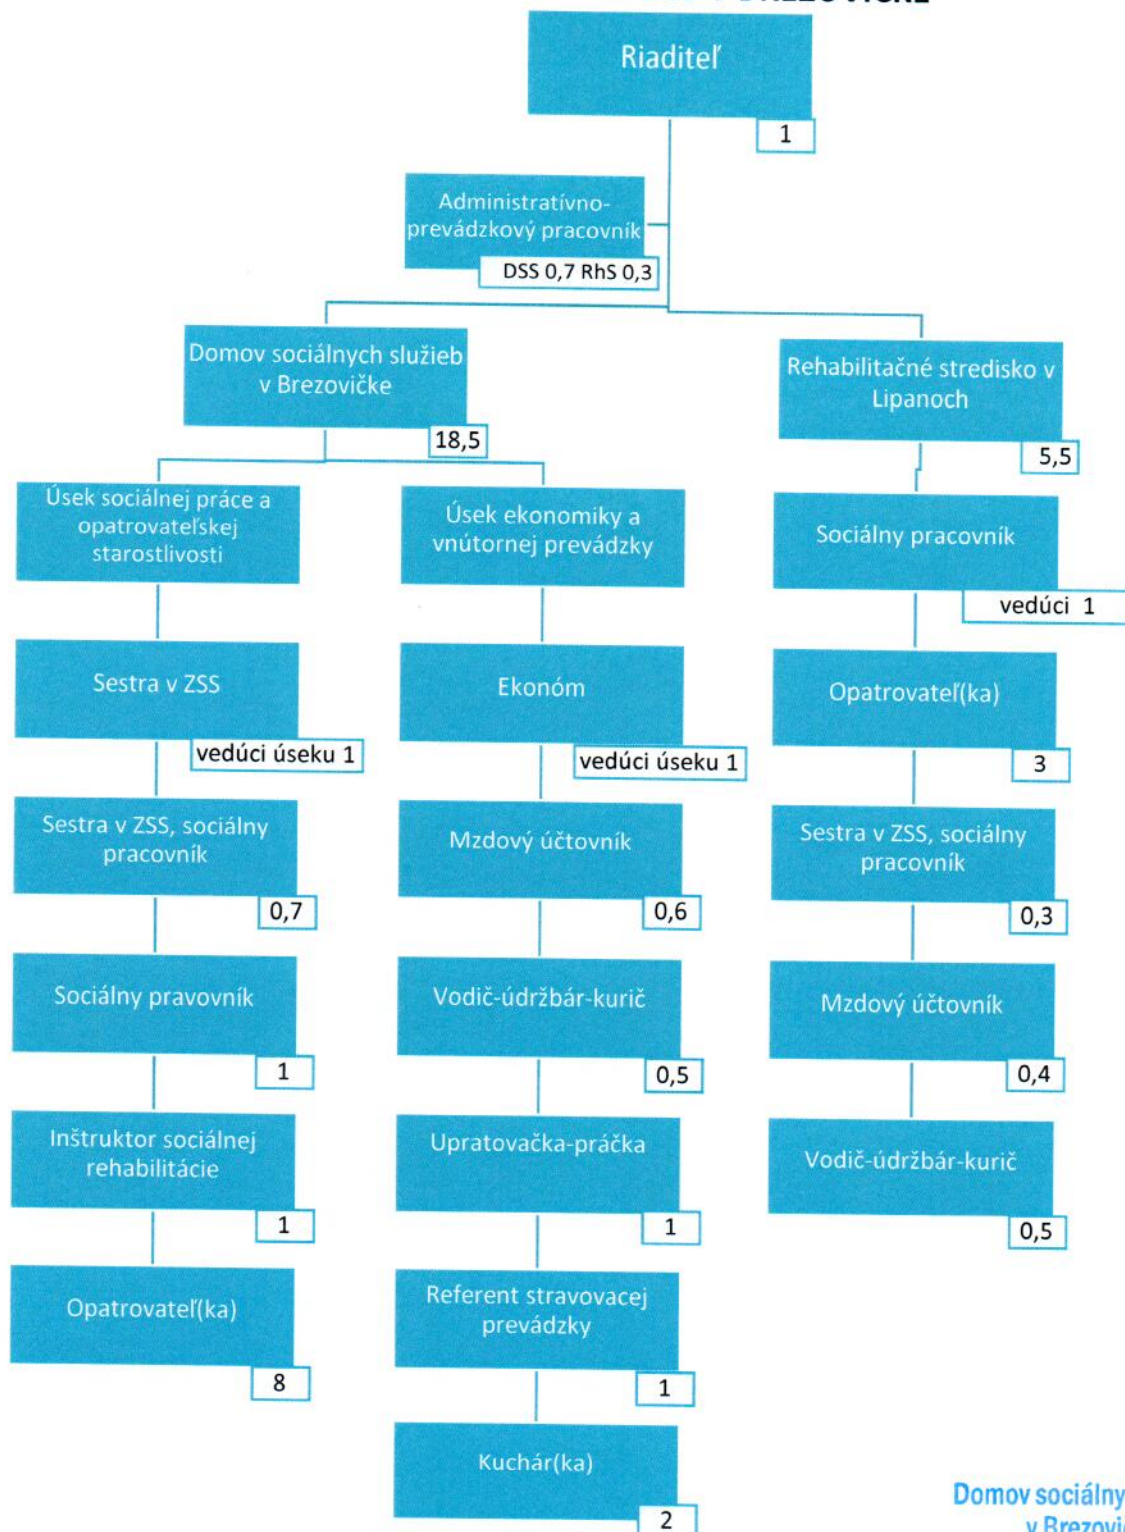 Riaditeľ
1
Administratívno-
prevádzkový pracovník
DSS 0,7 RhS 0,3
Domov sociálnych služieb
v Brezovičke
18,5
Rehabilitačné stredisko v
Lipanoch
5,5
Úsek sociálnej práce a
opatrovateľskej
starostlivosti
Sestra v ZSS
vedúci úseku 1
Sestra v ZSS, sociálny
pracovník
0,7
Sociálny pravovník
1
Inštruktor sociálnej
rehabilitácie
1
Opatrovateľ(ka)
8
Úsek ekonomiky a
vnútornej prevádzky
Ekonóm
vedúci úseku 1
Mzdový účtovník
0,6
Vodič-údržbár-kurič
0,5
Upratovačka-práčka
1
Referent stravovacej
prevádzky
1
Kuchár(ka)
2
Sociálny pracovník
vedúci 1
Opatrovateľ(ka)
3
Sestra v ZSS, sociálny
pracovník
0,3
Mzdový účtovník
0,4
Vodič-údržbár-kurič
0,5
Domov sociálny
v Brezovi